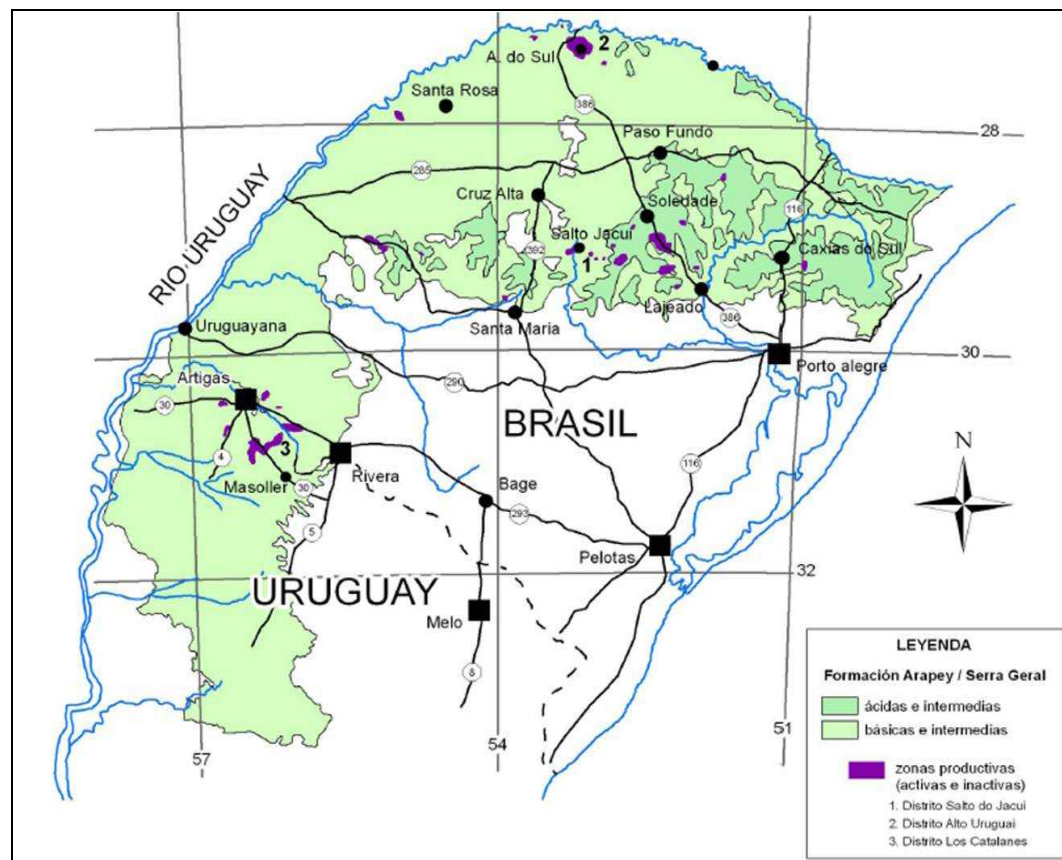 2
A. do Sul
Santa Rosa
386
28
Paso Fundo
285
Cruz Alta
Soledade
116
RIO URUGUAY
Salto Jacui
392
1
Caxias do Sul
Lajeado
386
Santa Maria
Uruguayana
30
Porto alegre
Artigas
290
30
BRASIL
3
4
116
N
Masoller
30
Rivera
Bage
5
293
Pelotas
32
URUGUAY
Melo
8
51
54
57
LEYENDA
Formación Arapey / Serra Geral
ácidas e intermedias
básicas e intermedias
zonas productivas
(activas e inactivas)
1. Distrito Salto do Jacui
2. Distrito Alto Uruguai
3. Distrito Los Catalanes